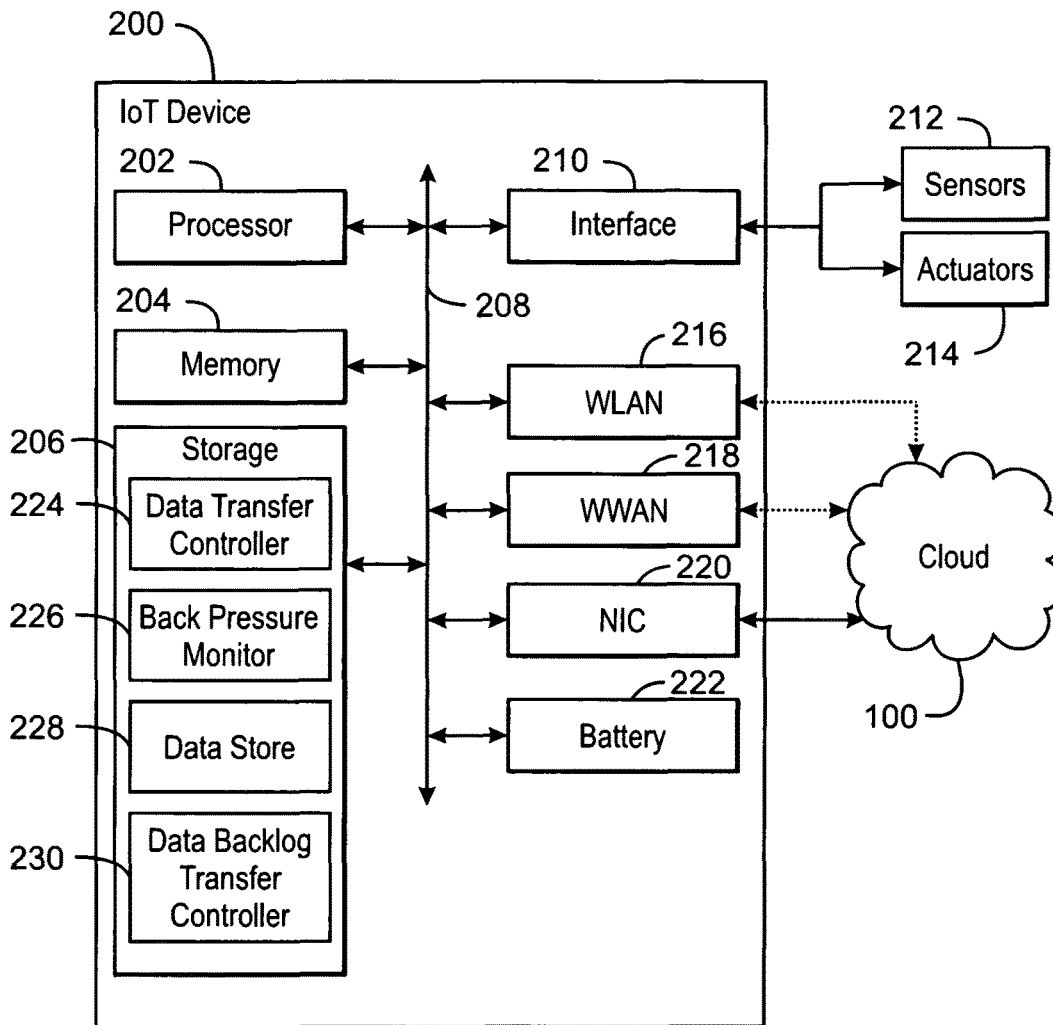 200
IoT Device
212
202
210
Sensors
Processor
Interface
Actuators
208
204
216
214
Memory
WLAN
206
Storage
218
224
Data Transfer
Controller
WWAN
Cloud
220
226
Back Pressure
Monitor
NIC
222
100
228
Data Store
Battery
230
Data Backlog
Transfer
Controller